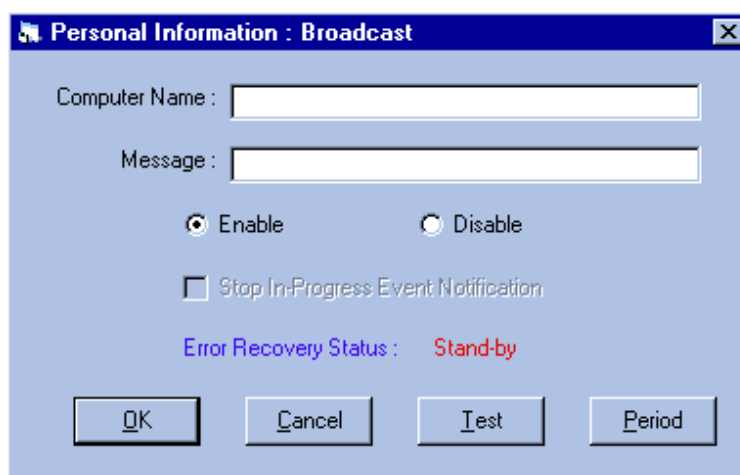 Personal Information : Broadcast
Computer Name :
Message :
Enable Disable
Stop In-Progress Event Notification
Error Recovery Status : Stand-by
OK Cancel Test Period